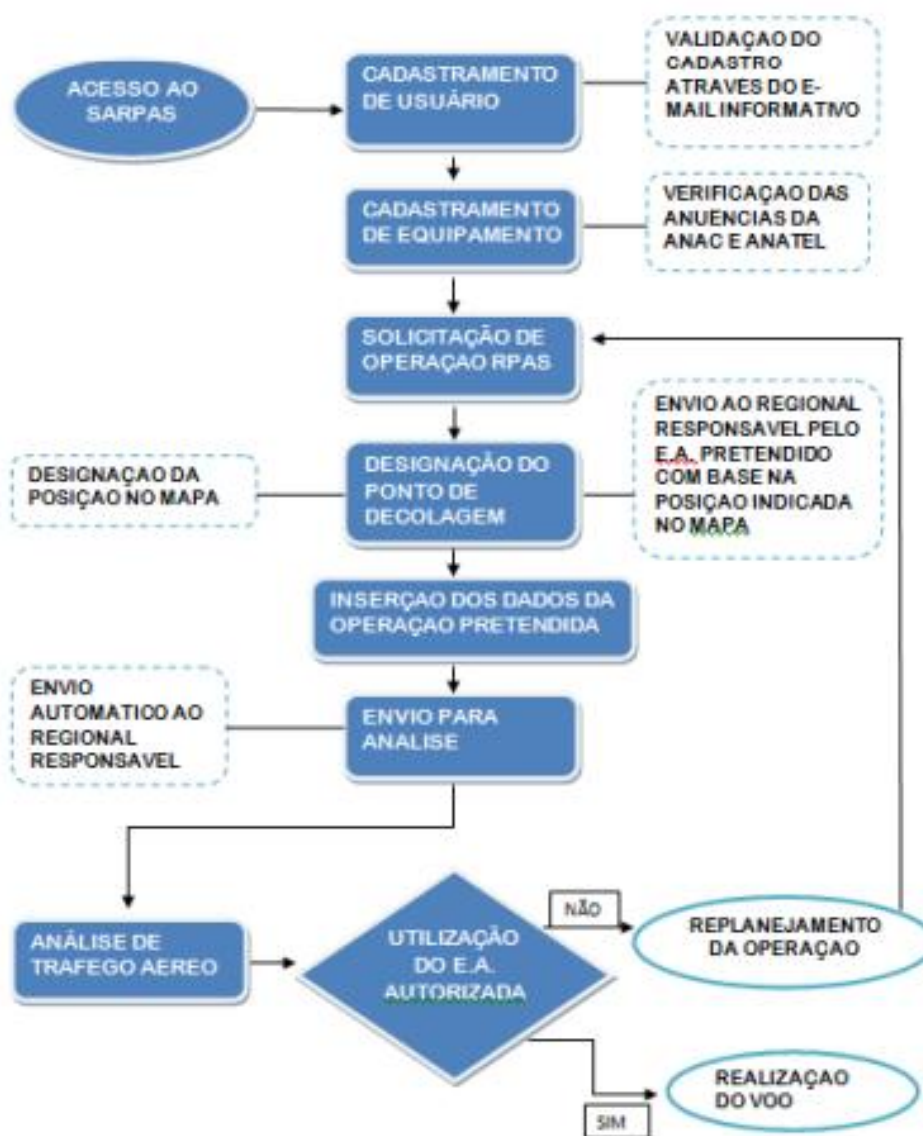 ACESSO AO
SARPAS
CADASTRAMENTO
DE USUÁRIO
VALIDAÇAO DO
CADASTRO
ATRAVES DO E-
MAIL INFORMATIVO
CADASTRAMENTO
DE EQUIPAMENTO
VERIFICAÇAO DAS
ANUENCIAS DA
ANAC E ANATEL
SOLICITAÇÃO DE
OPERAÇAO RPAS
DESIGNAÇAO DA
POSIÇAO NO MAPA
DESIGNAÇÃO DO
PONTO DE
DECOLAGEM
ENVIO AO REGIONAL
RESPONSAVEL PELO
E.A. PRETENDIDO
COM BASE NA
POSIÇAO INDICADA
NO MAPA
INSERÇAO DOS DADOS DA
OPERAÇAO PRETENDIDA
ENVIO
AUTOMATICO AO
REGIONAL
RESPONSAVEL
ENVIO PARA
ANALISE
ANÁLISE DE
TRAFEGO AEREO
UTILIZAÇÃO
DO E.A.
AUTORIZADA
NÃO
REPLANEJAMENTO
DA OPERAÇAO
SIM
REALIZAÇAO
DO VOO